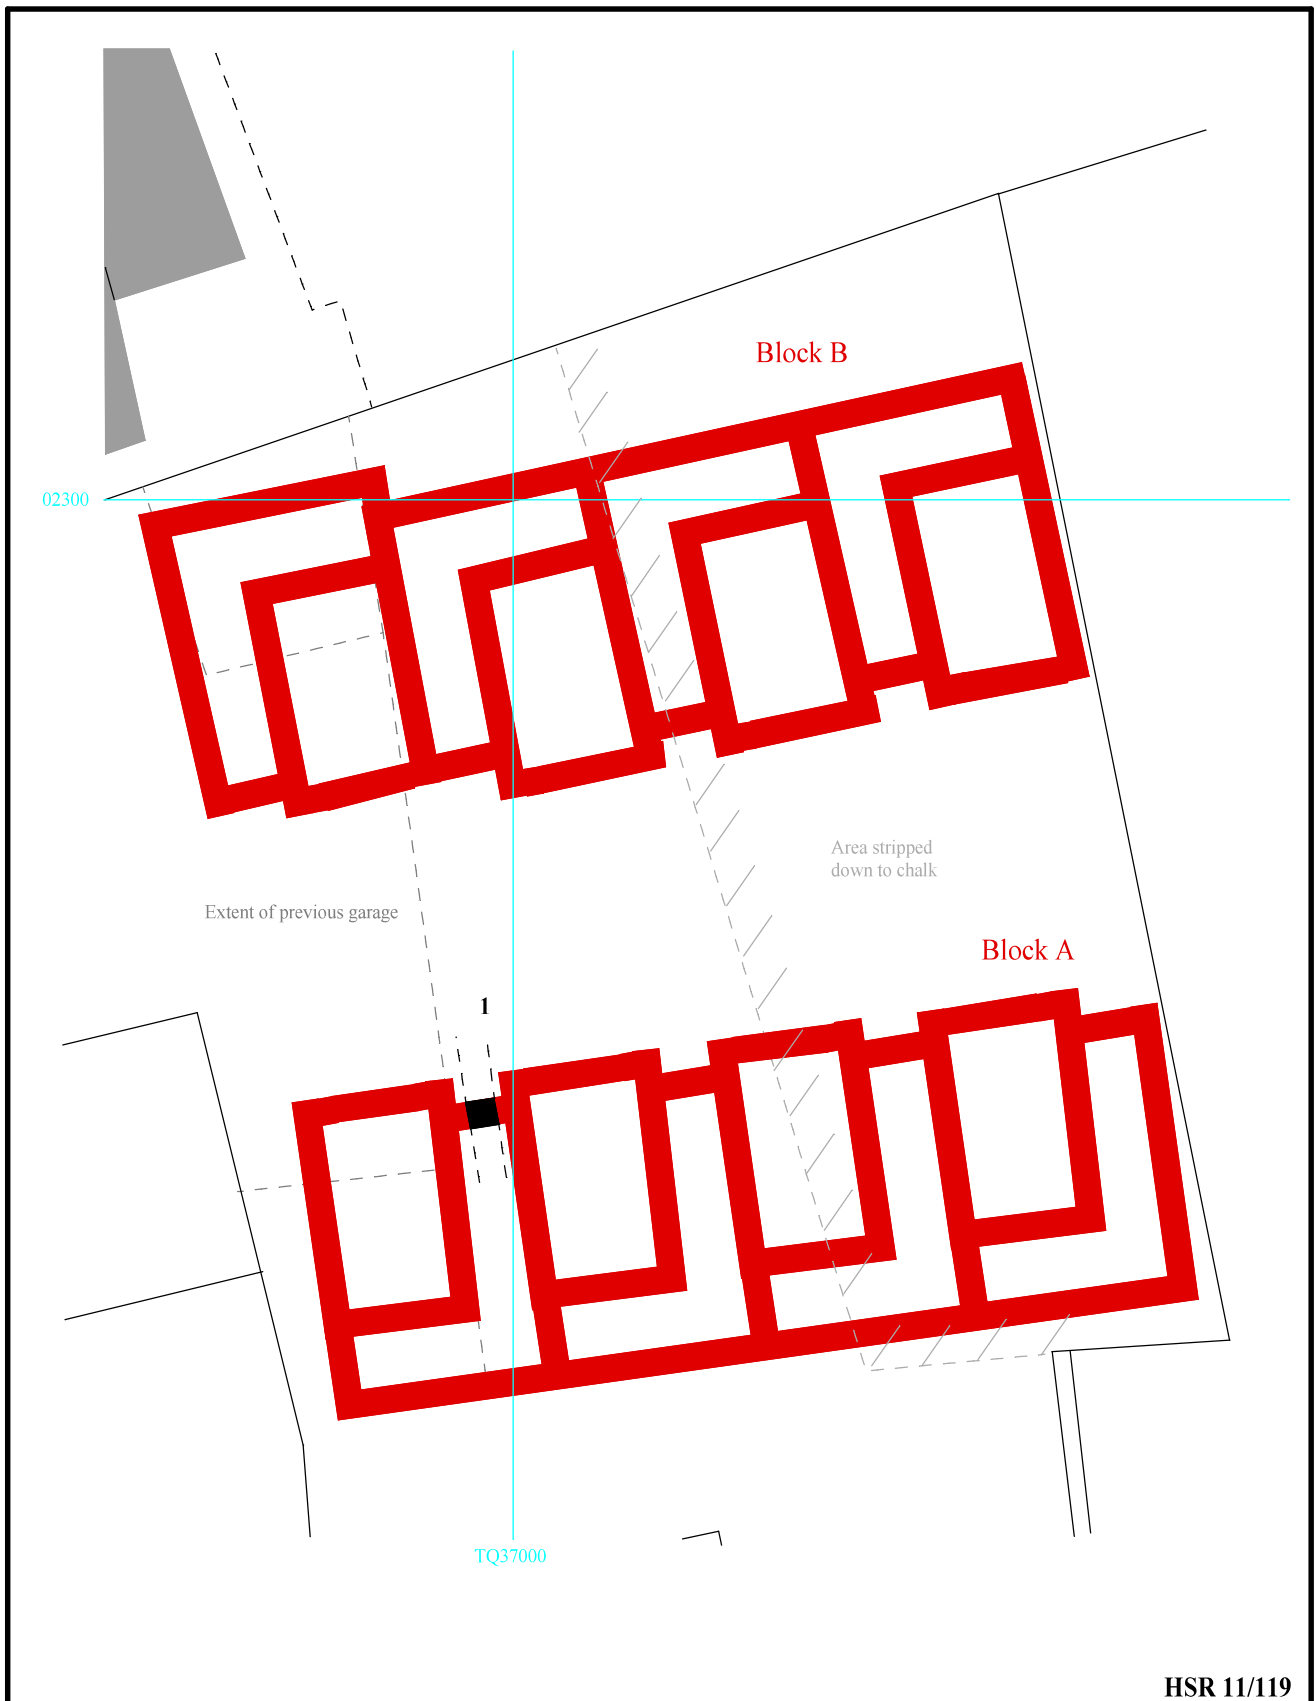 Block B
02300
Area stripped
down to chalk
Extent of previous garage
Block A
1
TQ37000
HSR 11/119